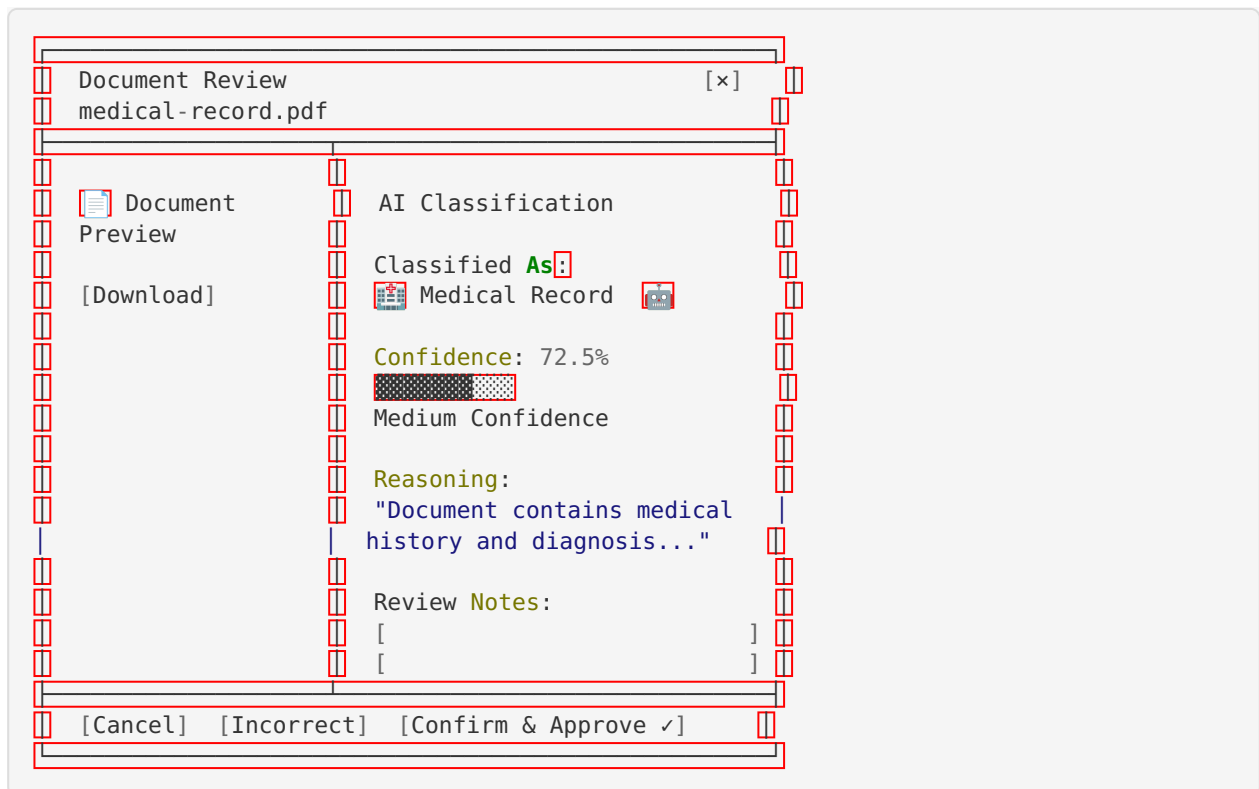 Document Review [×]
medical-record.pdf
📄 Document AI Classification
Preview
Classified As:
[Download] 🏥 Medical Record 🤖
Confidence: 72.5%
▓▓▓▓▓▓▓░░░
Medium Confidence
Reasoning:
"Document contains medical
history and diagnosis..."
Review Notes:
[ ]
[ ]
[Cancel] [Incorrect] [Confirm & Approve ✓]